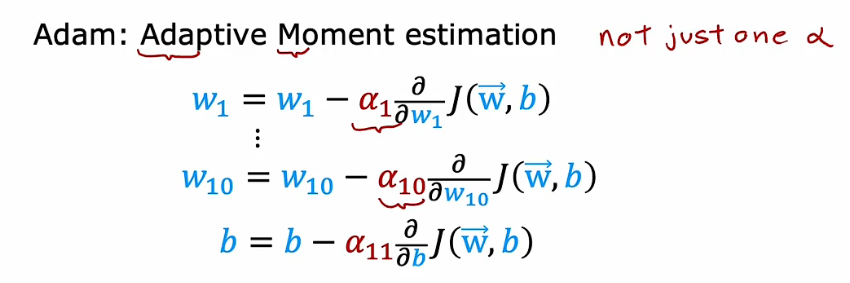 Adam: Adaptive Moment estimation not just one α
w₁ = w₁ − α₁ ∂/∂w₁ J(w⃗, b)
⋮
w₁₀ = w₁₀ − α₁₀ ∂/∂w₁₀ J(w⃗, b)
b = b − α₁₁ ∂/∂b J(w⃗, b)